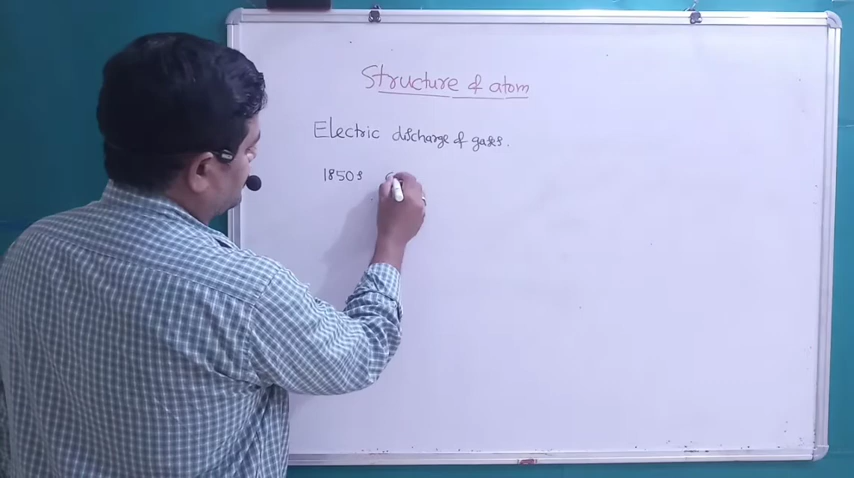 Structure of atom
Electric discharge of gases.
1850s